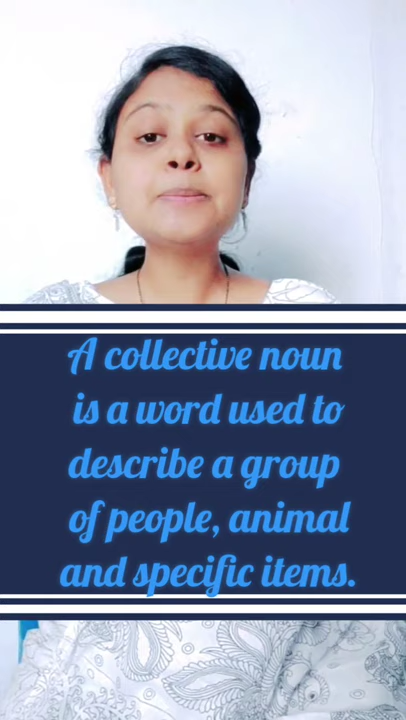 A collective noun
is a word used to
describe a group
of people, animal
and specific items.